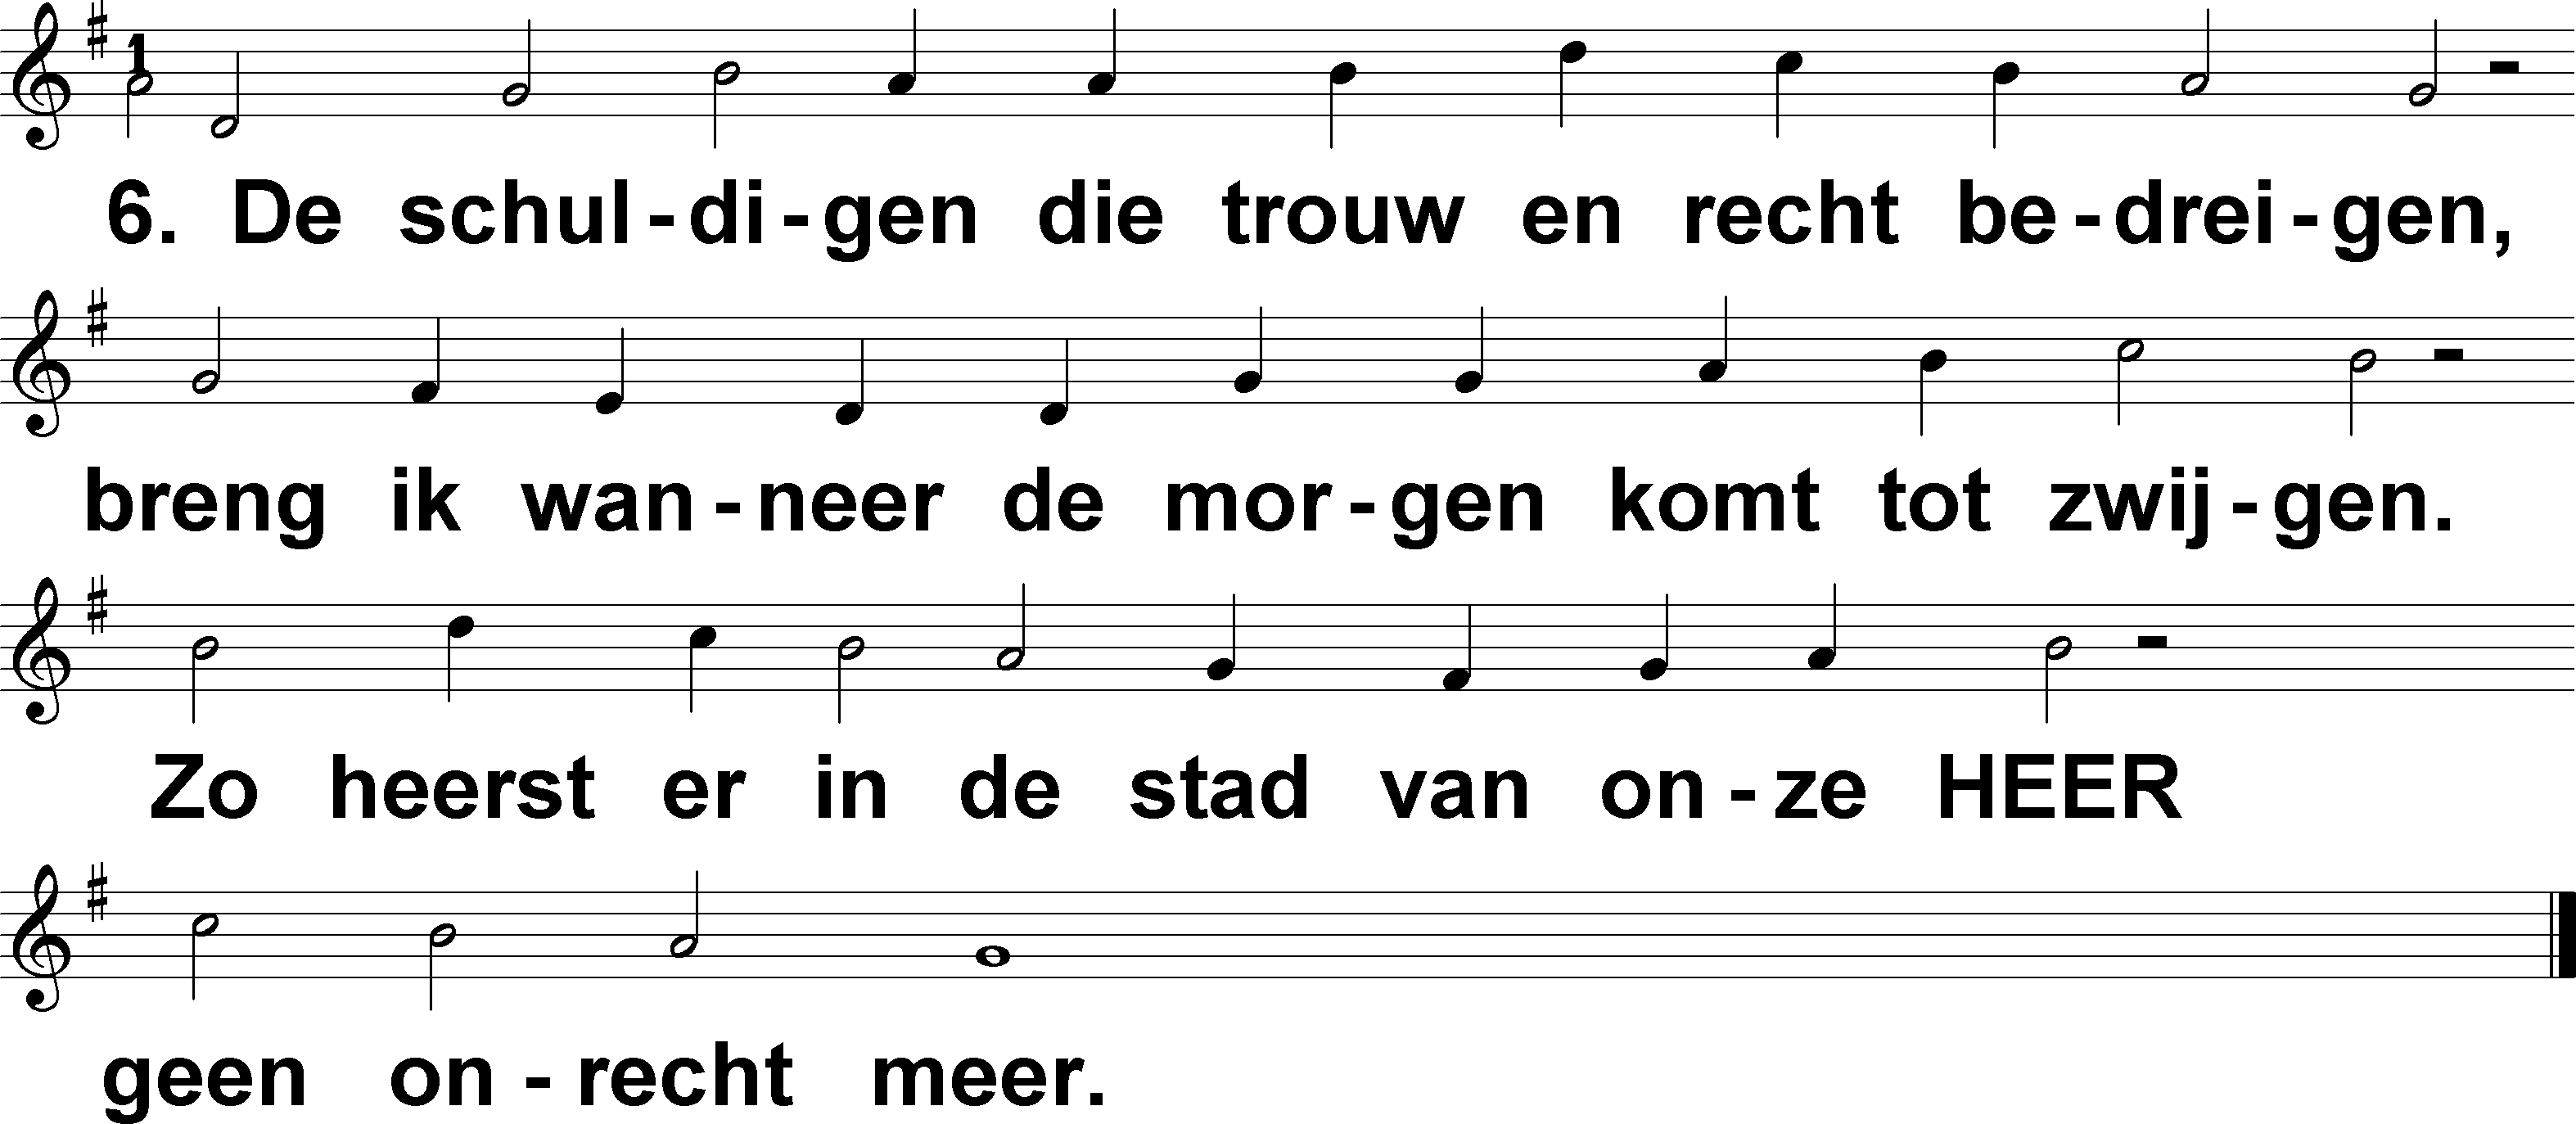 1
6. De schul-di-gen die trouw en recht be-drei-gen,
breng ik wan-neer de mor-gen komt tot zwij-gen.
Zo heerst er in de stad van on-ze HEER
geen on-recht meer.